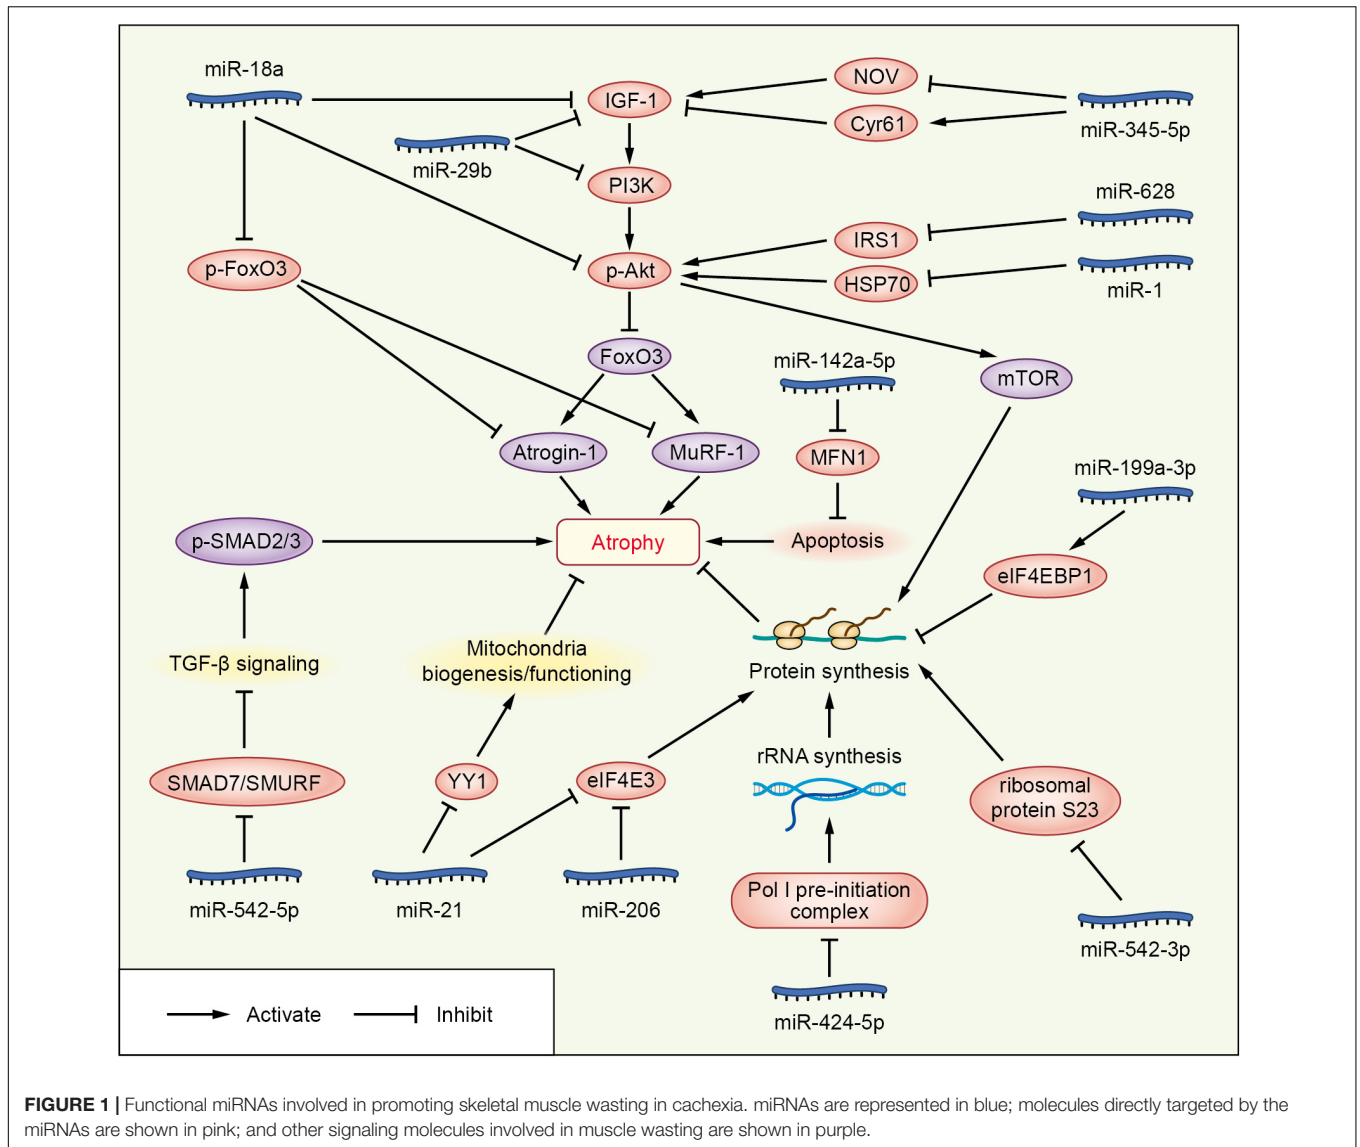 miR-18a
IGF-1
NOV
Cyr61
miR-345-5p
miR-29b
PI3K
miR-628
IRS1
p-FoxO3
p-Akt
HSP70
miR-1
FoxO3
miR-142a-5p
mTOR
Atrogin-1
MuRF-1
MFN1
miR-199a-3p
p-SMAD2/3
Atrophy
Apoptosis
eIF4EBP1
TGF-β signaling
Mitochondria
biogenesis/functioning
Protein synthesis
rRNA synthesis
SMAD7/SMURF
YY1
eIF4E3
ribosomal
protein S23
miR-542-5p
miR-21
miR-206
Pol I pre-initiation
complex
miR-542-3p
miR-424-5p
Activate
Inhibit
FIGURE 1 | Functional miRNAs involved in promoting skeletal muscle wasting in cachexia. miRNAs are represented in blue; molecules directly targeted by the
miRNAs are shown in pink; and other signaling molecules involved in muscle wasting are shown in purple.